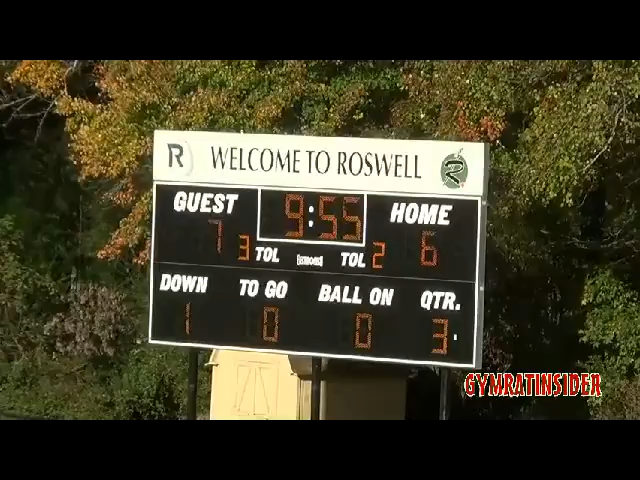 R WELCOME TO ROSWELL R
GUEST 9:55 HOME
7 3 TOL TOL 2 6
DOWN TO GO BALL ON QTR.
1 0 0 3
GYMRATINSIDER